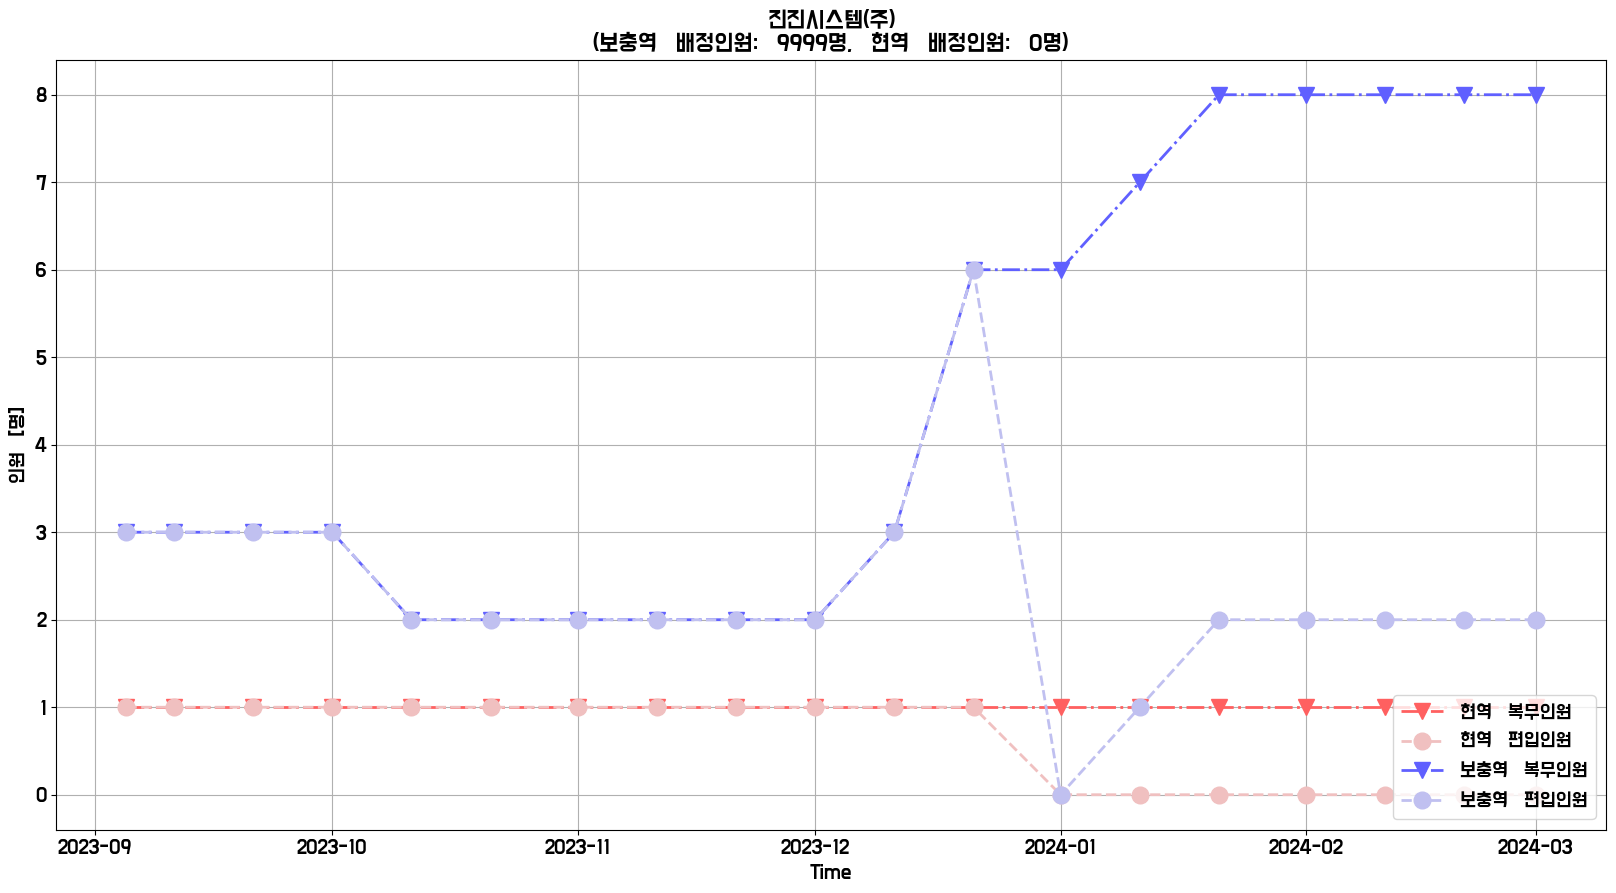 진진시스템(주)
(보충역 배정인원: 9999명, 현역 배정인원: 0명)
8
7
6
5
4
3
2
1
0
인원 [명]
현역 복무인원
현역 편입인원
보충역 복무인원
보충역 편입인원
2023-09 2023-10 2023-11 2023-12 2024-01 2024-02 2024-03
Time